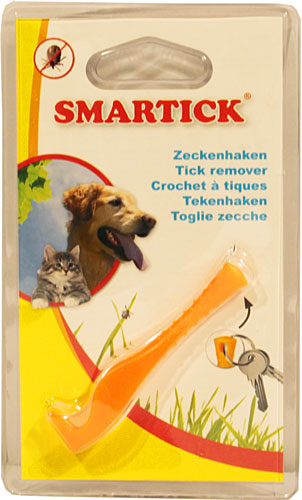 SMARTICK®
Zeckenhaken
Tick remover
Crochet à tiques
Tekenhaken
Toglie zecche